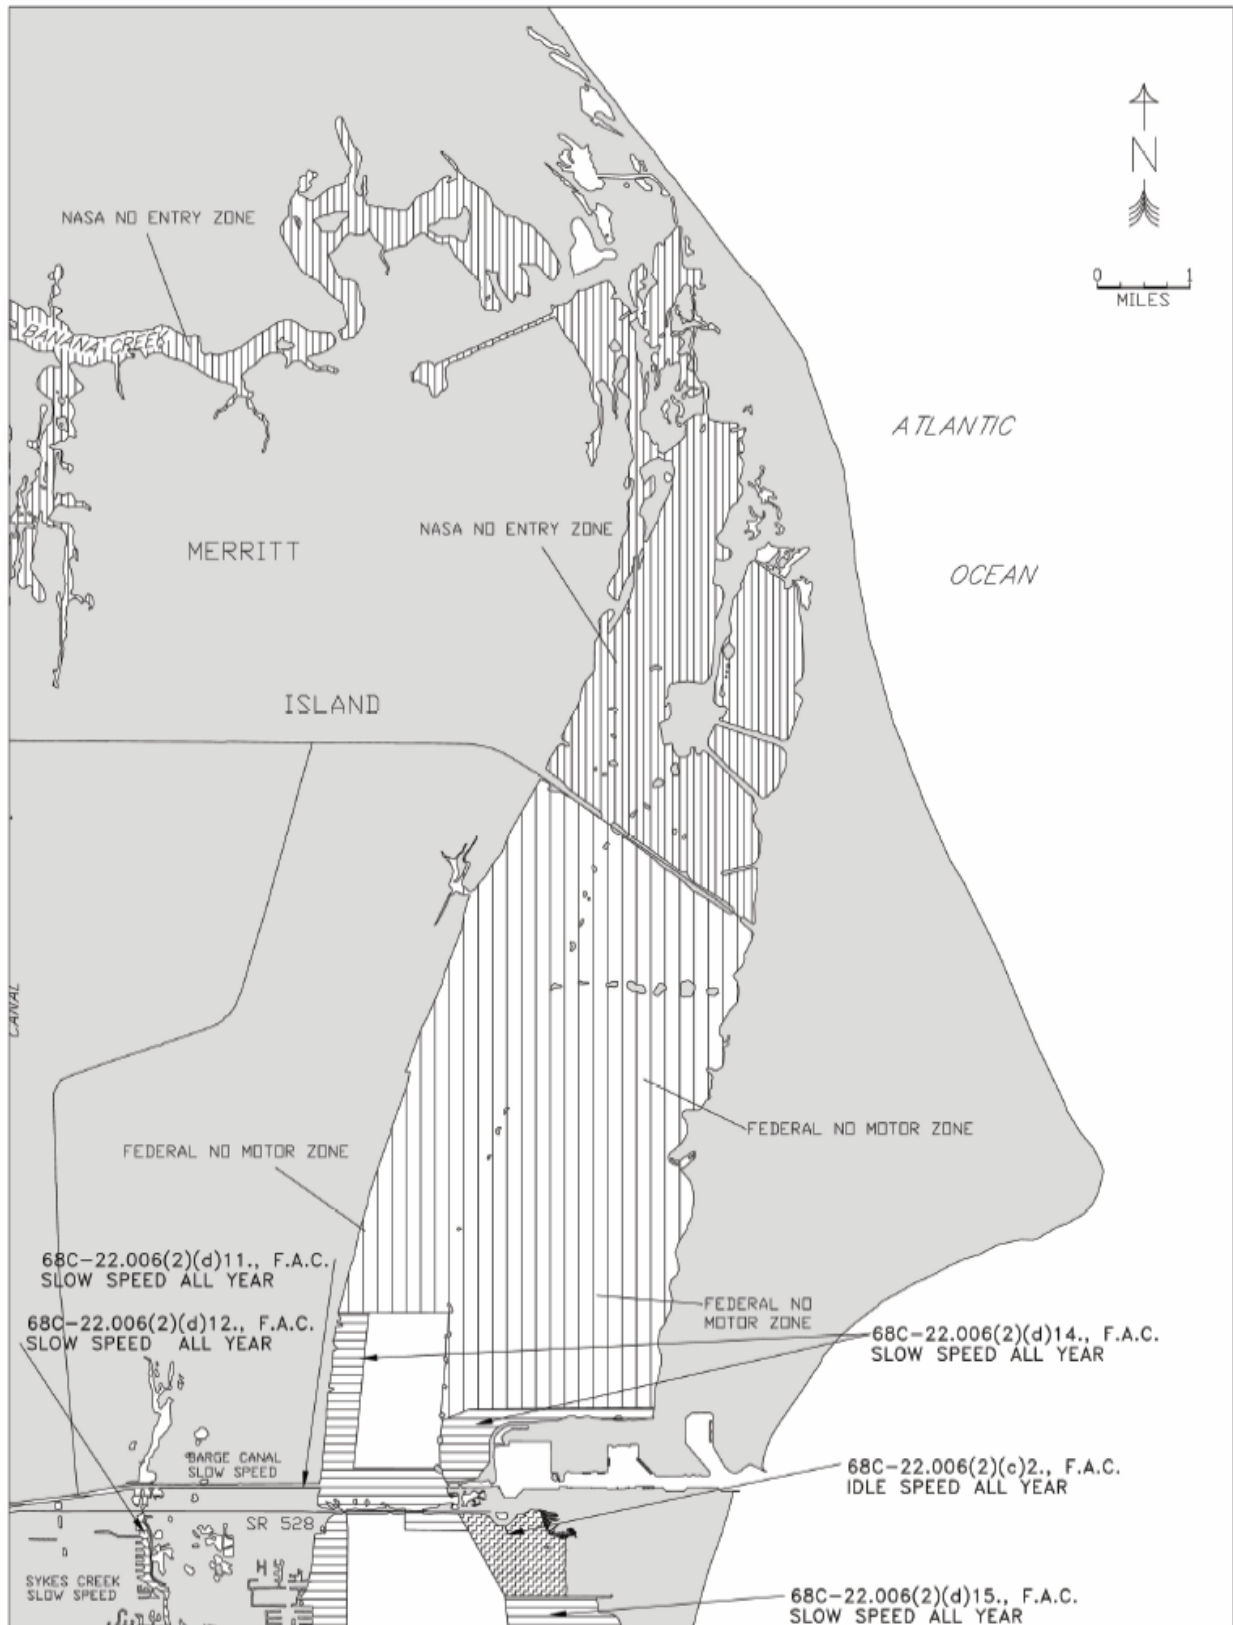 N
0 1
MILES
NASA NO ENTRY ZONE
BANANA CREEK
ATLANTIC
OCEAN
NASA NO ENTRY ZONE
MERRITT
ISLAND
CANAL
FEDERAL NO MOTOR ZONE
FEDERAL NO MOTOR ZONE
68C-22.006(2)(d)11., F.A.C.
SLOW SPEED ALL YEAR
68C-22.006(2)(d)12., F.A.C.
SLOW SPEED ALL YEAR
FEDERAL NO
MOTOR ZONE
68C-22.006(2)(d)14., F.A.C.
SLOW SPEED ALL YEAR
BARGE CANAL
SLOW SPEED
68C-22.006(2)(c)2., F.A.C.
IDLE SPEED ALL YEAR
SR 528
SYKES CREEK
SLOW SPEED
68C-22.006(2)(d)15., F.A.C.
SLOW SPEED ALL YEAR